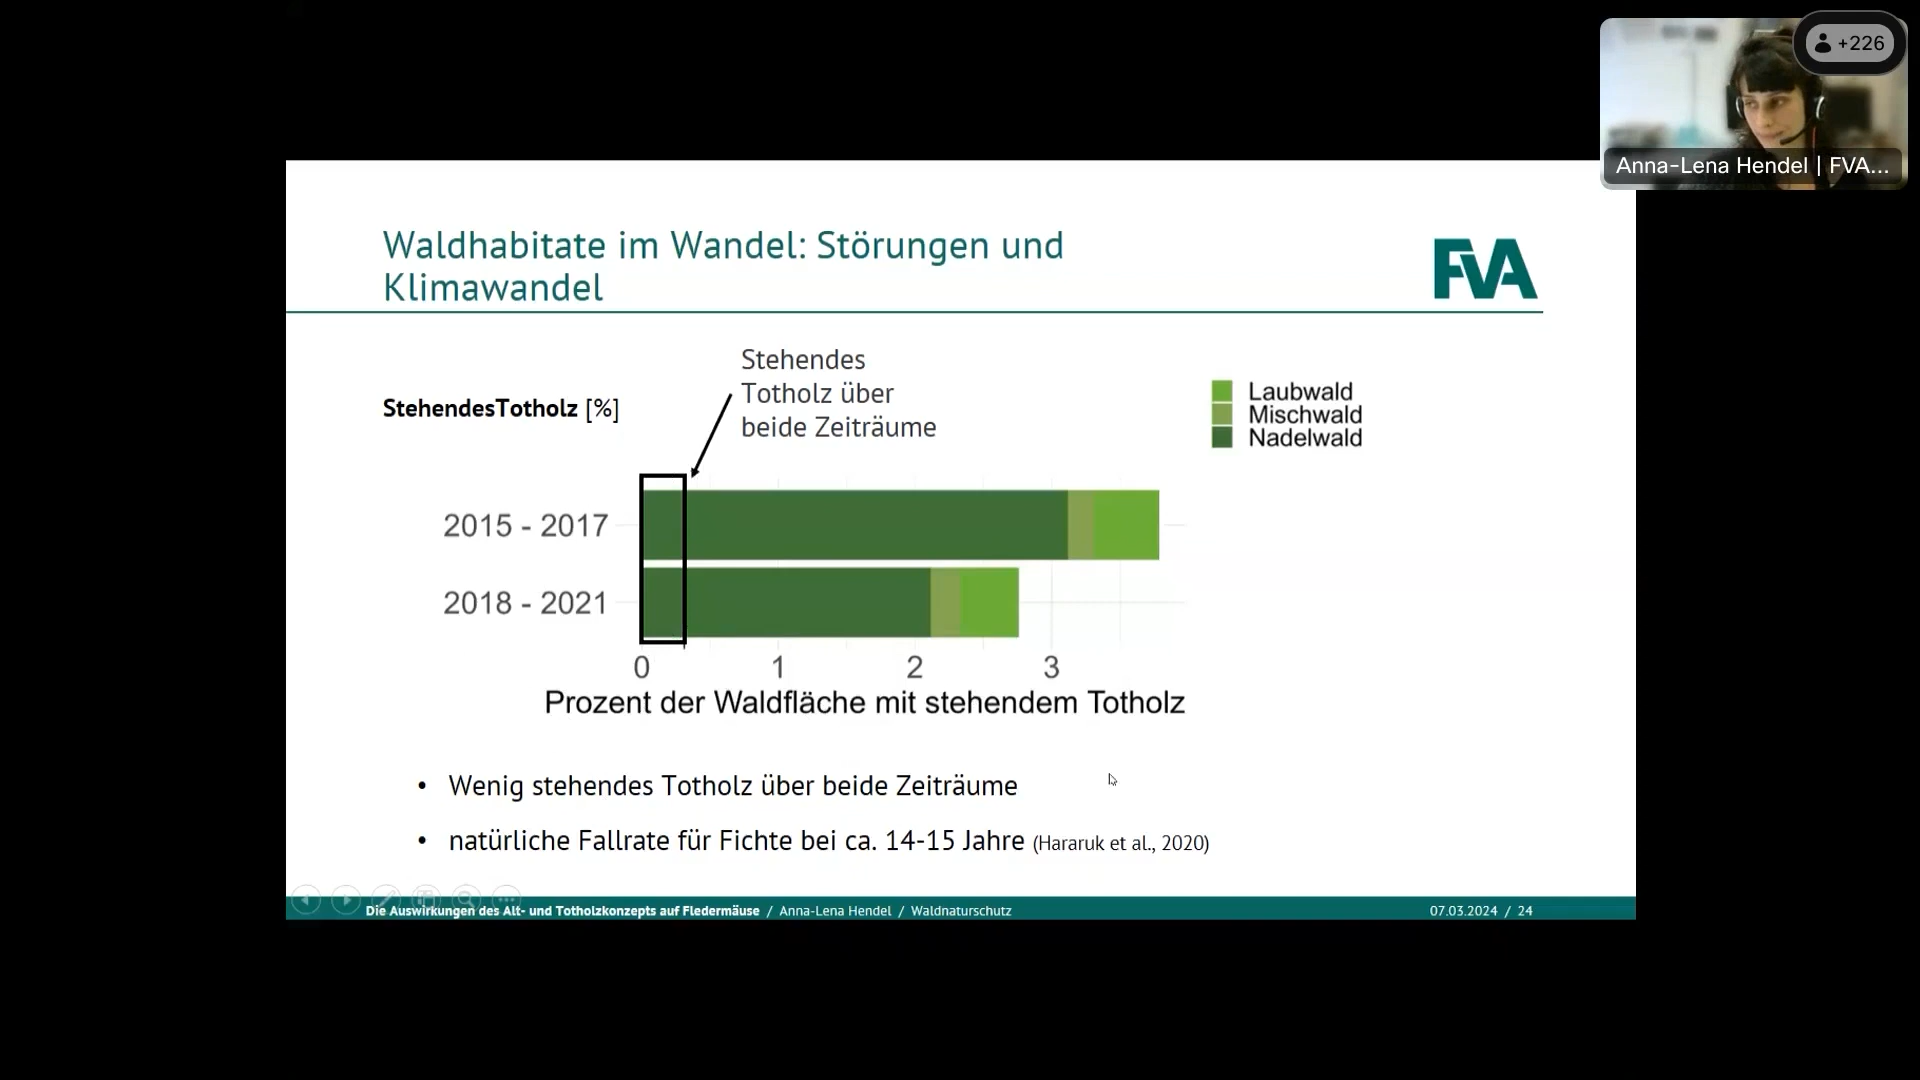 +226
Anna-Lena Hendel | FVA...
Waldhabitate im Wandel: Störungen und
Klimawandel
FVA
Stehendes
Totholz über
beide Zeiträume
StehendesTotholz [%]
Laubwald
Mischwald
Nadelwald
2015 - 2017
2018 - 2021
0 1 2 3
Prozent der Waldfläche mit stehendem Totholz
• Wenig stehendes Totholz über beide Zeiträume
• natürliche Fallrate für Fichte bei ca. 14-15 Jahre (Hararuk et al., 2020)
Die Auswirkungen des Alt- und Totholzkonzepts auf Fledermäuse / Anna-Lena Hendel / Waldnaturschutz
07.03.2024 / 24